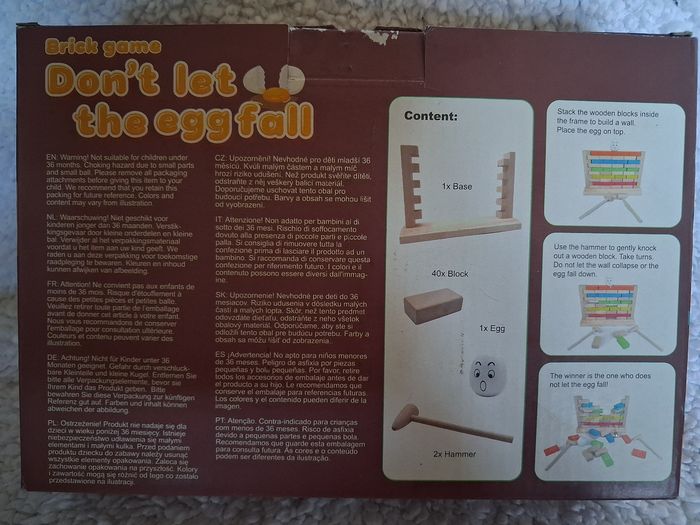 Brick game
Don't let
the egg fall
EN: Warning! Not suitable for children under
36 months. Choking hazard due to small parts
and small ball. Please remove all packaging
attachments before giving this item to your
child. We recommend that you retain this
packing for future reference. Colors and
content may vary from illustration.
NL: Waarschuwing! Niet geschikt voor
kinderen jonger dan 36 maanden. Verstik-
kingsgevaar door kleine onderdelen en kleine
bal. Verwijder al het verpakkingsmateriaal
voordat u het item aan uw kind geeft. We
raden u aan deze verpakking voor toekomstige
raadpleging te bewaren. Kleuren en inhoud
kunnen afwijken van afbeelding.
FR: Attention! Ne convient pas aux enfants de
moins de 36 mois. Risque d'étouffement à
cause des petites pièces et petites balle.
Veuillez retirer toute partie de l'emballage
avant de donner cet article à votre enfant.
Nous vous recommandons de conserver
l'emballage pour consultation ultérieure.
Couleurs et contenu peuvent varier des
illustration.
DE: Achtung! Nicht für Kinder unter 36
Monaten geeignet. Gefahr durch verschluck-
bare Kleinteile und kleine Kugel. Entfernen Sie
bitte alle Verpackungselemente, bevor sie
Ihrem Kind das Produkt geben. Bitte
bewahren Sie diese Verpackung zur künftigen
Referenz gut auf. Farben und Inhalt können
abweichen der abbildung.
PL: Ostrzeżenie! Produkt nie nadaje się dla
dzieci w wieku poniżej 36 miesięcy. Istnieje
niebezpieczeństwo udławienia się małymi
elementami i małymi kulka. Przed podaniem
produktu dziecku do zabawy należy usunąć
wszystkie elementy opakowania. Zaleca się
zachowanie opakowania na przyszłość. Kolory
i zawartość mogą się różnić od tego co zostało
przedstawione na ilustracji.
CZ: Upozornění! Nevhodné pro děti mladší 36
měsíců. Kvůli malým částem a malým míč
hrozí riziko udušení. Než produkt svěříte dítěti,
odstraňte z něj veškery balicí materiál.
Doporučujeme uschovat tento obal pro
budoucí potřebu. Barvy a obsah se mohou lišit
od vyobrazení.
IT: Attenzione! Non adatto per bambini al di
sotto dei 36 mesi. Rischio di soffocamento
dovuto alla presenza di piccole parti e piccole
palla. Si consiglia di rimuovere tutta la
confezione prima di lasciare il prodotto ad un
bambino. Si raccomanda di conservare questa
confezione per riferimento futuro. I colori e il
contenuto possono essere diversi dall'immag-
ine.
SK: Upozornenie! Nevhodné pre deti do 36
mesiacov. Riziko udusenia v dôsledku malých
častí a malých lopta. Skôr, než tento predmet
odovzdáte dieťaťu, odstráňte z neho všetok
obalový materiál. Odporúčame, aby ste si
odložili tento obal pre budúcu potrebu. Farby a
obsah sa môžu líšiť od zobrazenia.
ES ¡Advertencia! No apto para niños menores
de 36 meses. Peligro de asfixia por piezas
pequeñas y bolu pequeñas. Por favor, retire
todos los accesorios de embalaje antes de dar
el producto a su hijo. Le recomendamos que
conserve el embalaje para referencias futuras.
Los colores y el contenido pueden diferir de la
imagen.
PT: Atenção. Contra-indicado para crianças
com menos de 36 meses. Risco de asfixia
devido a pequenas partes e pequenas bola.
Recomendamos que guarde esta embalagem
para consulta futura. As cores e o conteúdo
podem ser diferentes da ilustração.
Content:
1x Base
40x Block
1x Egg
2x Hammer
Stack the wooden blocks inside
the frame to build a wall.
Place the egg on top.
Use the hammer to gently knock
out a wooden block. Take turns.
Do not let the wall collapse or the
egg fall down.
The winner is the one who does
not let the egg fall!